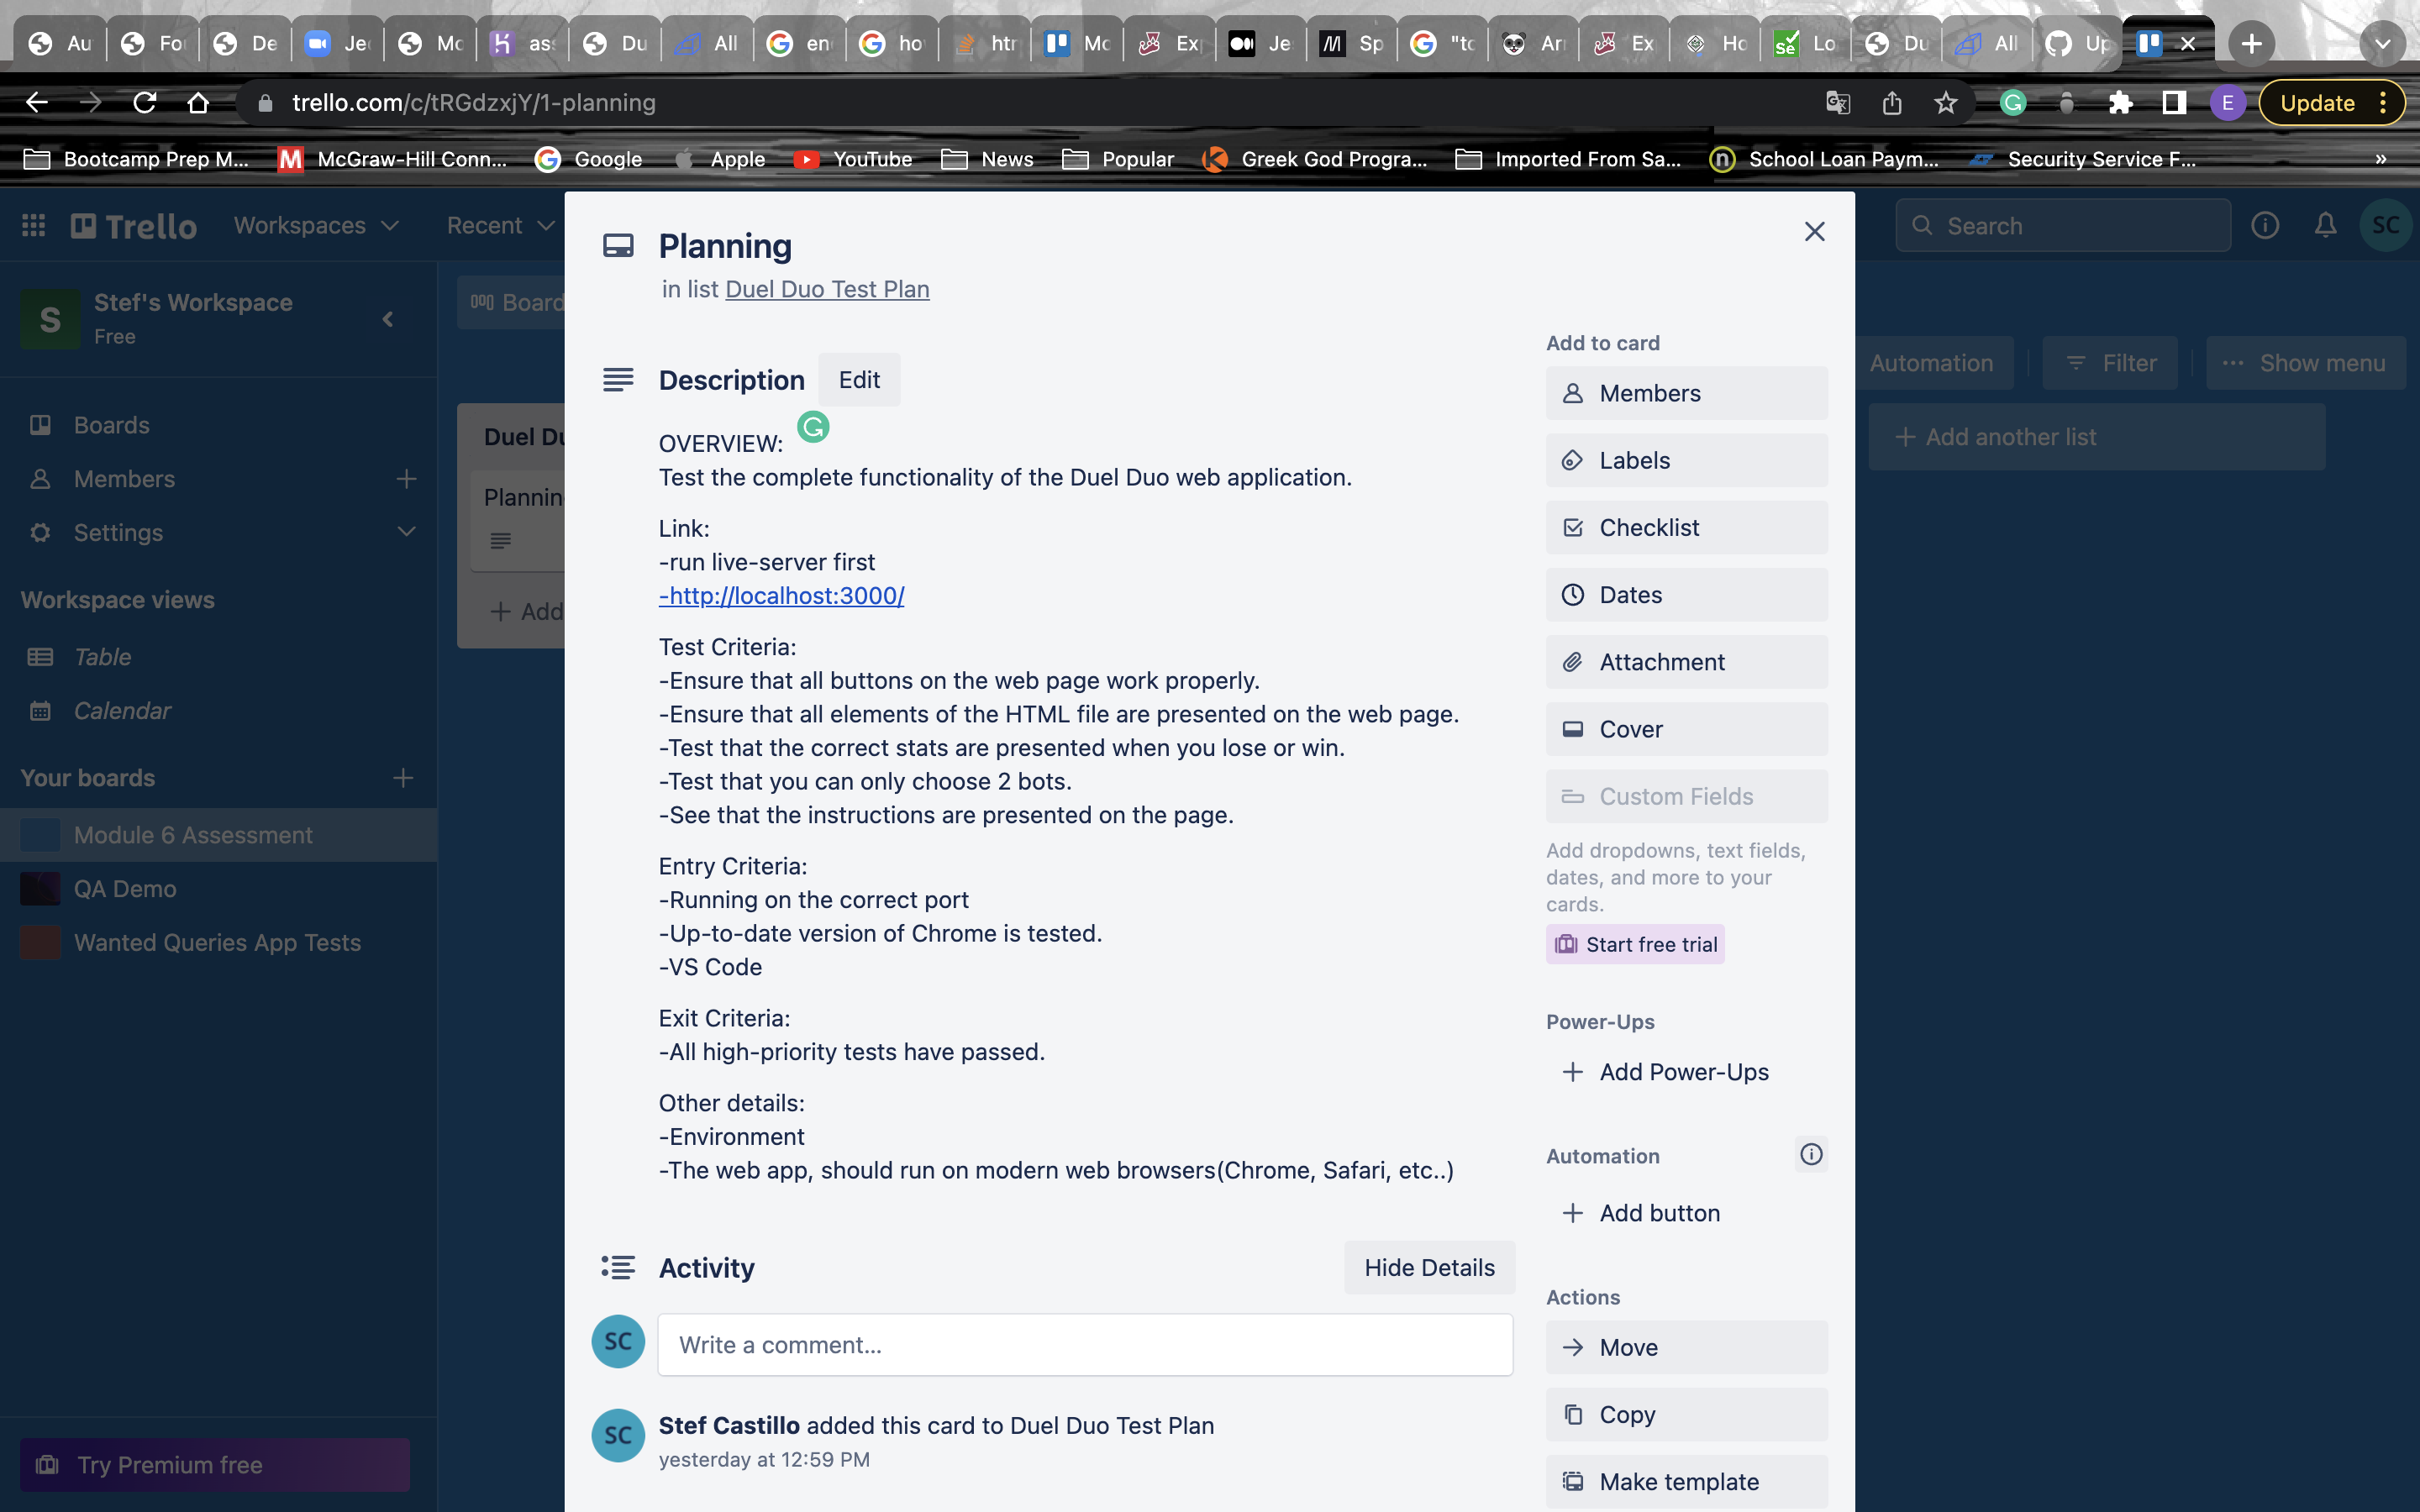 Au
Fo
De
Je
Mo
as
Du
All
en
ho
htr
Mo
Ex
Je
Sp
"tc
Ar
Ex
Ho
Lo
Du
All
Up
trello.com/c/tRGdzxjY/1-planning
E
Update
Bootcamp Prep M...
McGraw-Hill Conn...
Google
Apple
YouTube
News
Popular
Greek God Progra...
Imported From Sa...
School Loan Paym...
Security Service F...
»
Trello
Workspaces
Recent
Search
SC
S
Stef's Workspace
Free
Boards
Members
Settings
Workspace views
Table
Calendar
Your boards
Module 6 Assessment
QA Demo
Wanted Queries App Tests
Try Premium free
Board
Automation
Filter
Show menu
Duel Du
Plannin
+ Add
+ Add another list
Planning
in list Duel Duo Test Plan
Description
Edit
OVERVIEW:
Test the complete functionality of the Duel Duo web application.
Link:
-run live-server first
-http://localhost:3000/
Test Criteria:
-Ensure that all buttons on the web page work properly.
-Ensure that all elements of the HTML file are presented on the web page.
-Test that the correct stats are presented when you lose or win.
-Test that you can only choose 2 bots.
-See that the instructions are presented on the page.
Entry Criteria:
-Running on the correct port
-Up-to-date version of Chrome is tested.
-VS Code
Exit Criteria:
-All high-priority tests have passed.
Other details:
-Environment
-The web app, should run on modern web browsers(Chrome, Safari, etc..)
Activity
Hide Details
SC
Write a comment...
SC
Stef Castillo added this card to Duel Duo Test Plan
yesterday at 12:59 PM
Add to card
Members
Labels
Checklist
Dates
Attachment
Cover
Custom Fields
Add dropdowns, text fields,
dates, and more to your
cards.
Start free trial
Power-Ups
+ Add Power-Ups
Automation
+ Add button
Actions
Move
Copy
Make template